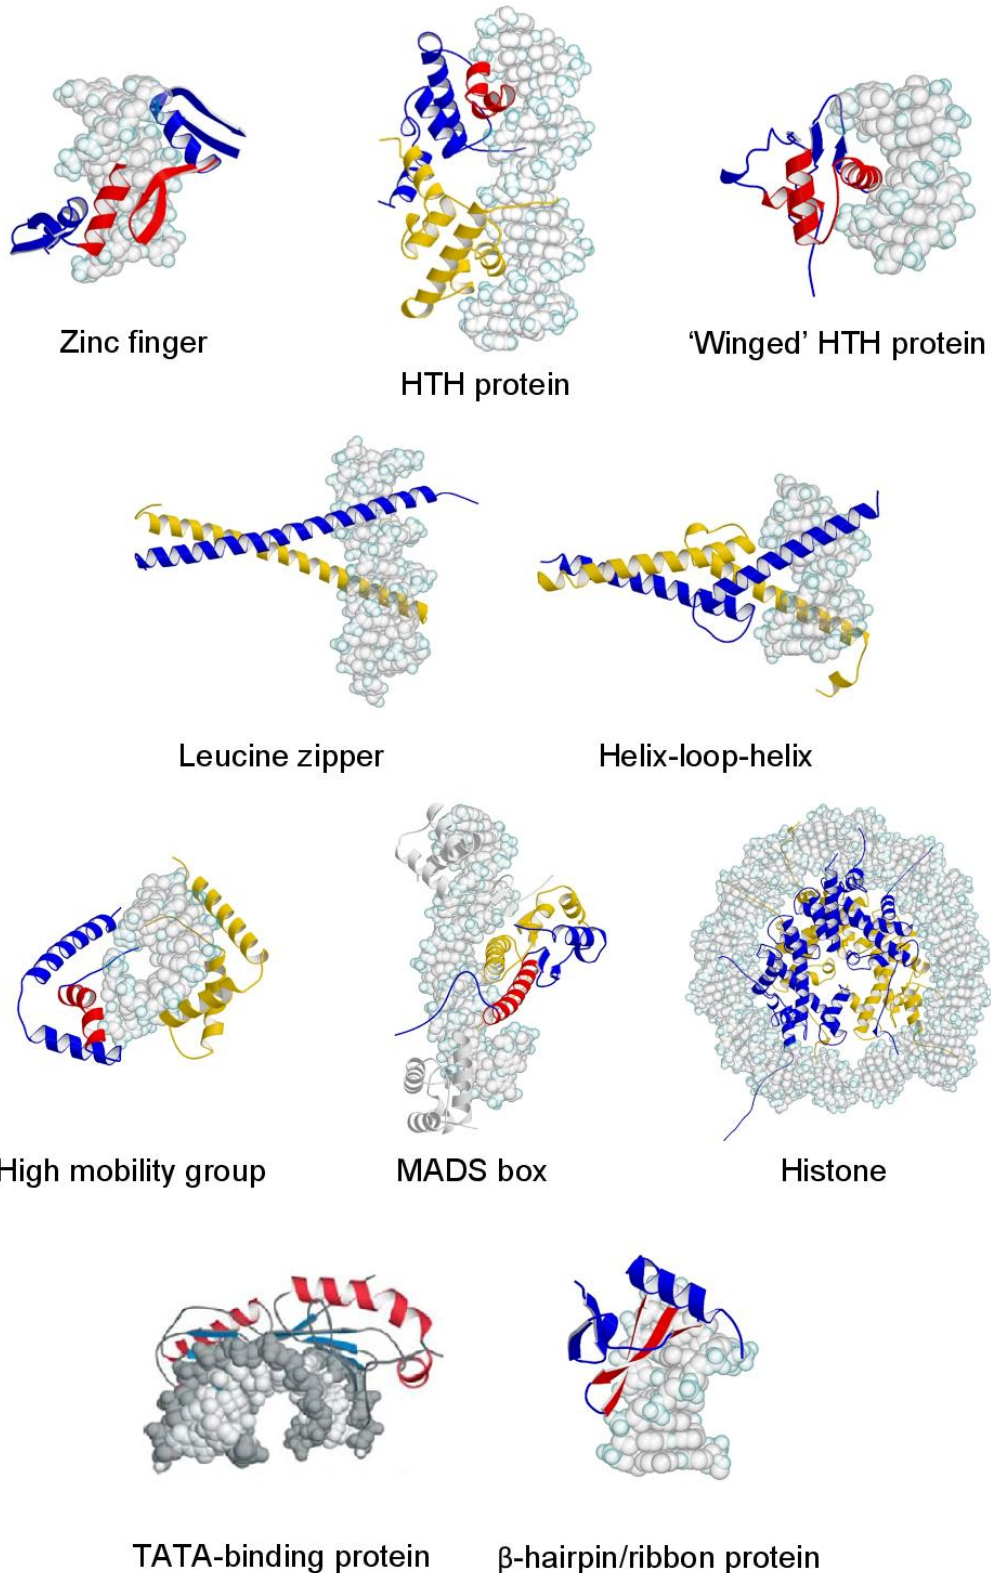 Zinc finger
HTH protein
‘Winged’ HTH protein
Leucine zipper
Helix-loop-helix
High mobility group
MADS box
Histone
TATA-binding protein
β-hairpin/ribbon protein